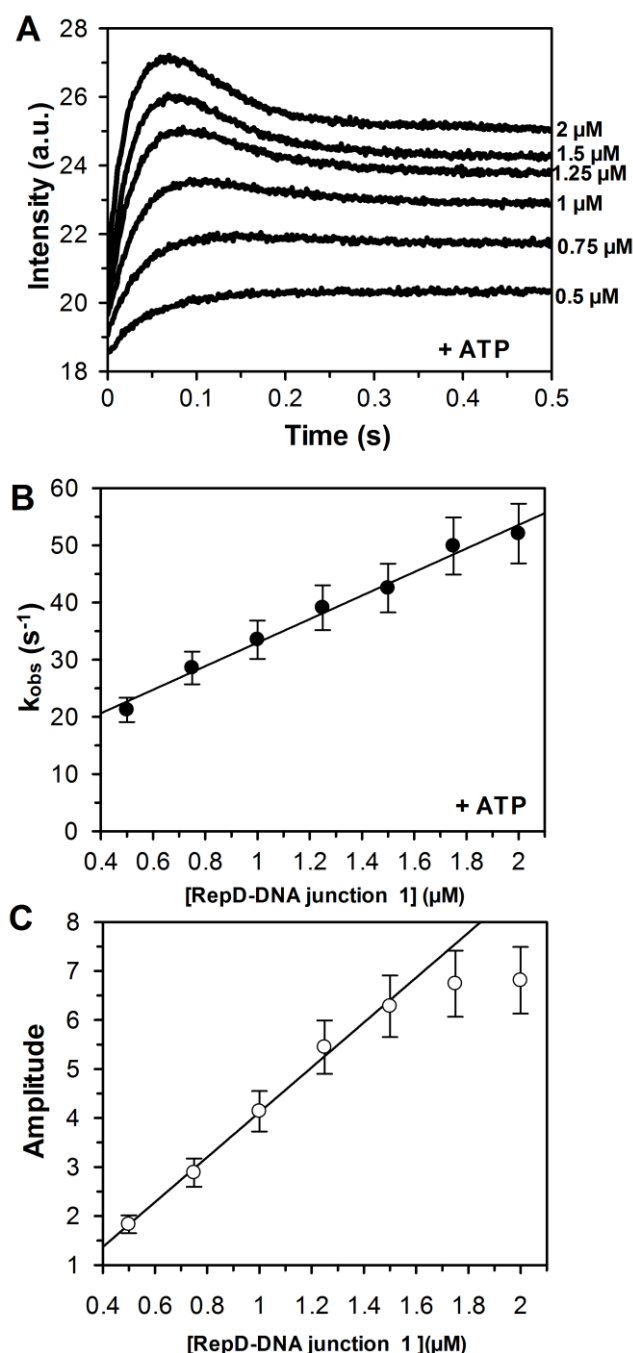 A
28
26
24
22
20
18
Intensity (a.u.)
2 µM
1.5 µM
1.25 µM
1 µM
0.75 µM
0.5 µM
+ ATP
0 0.1 0.2 0.3 0.4 0.5
Time (s)
B
60
50
40
30
20
10
0
kobs (s-1)
+ ATP
0.4 0.6 0.8 1 1.2 1.4 1.6 1.8 2
[RepD-DNA junction 1] (µM)
C
8
7
6
5
4
3
2
1
Amplitude
0.4 0.6 0.8 1 1.2 1.4 1.6 1.8 2
[RepD-DNA junction 1](µM)